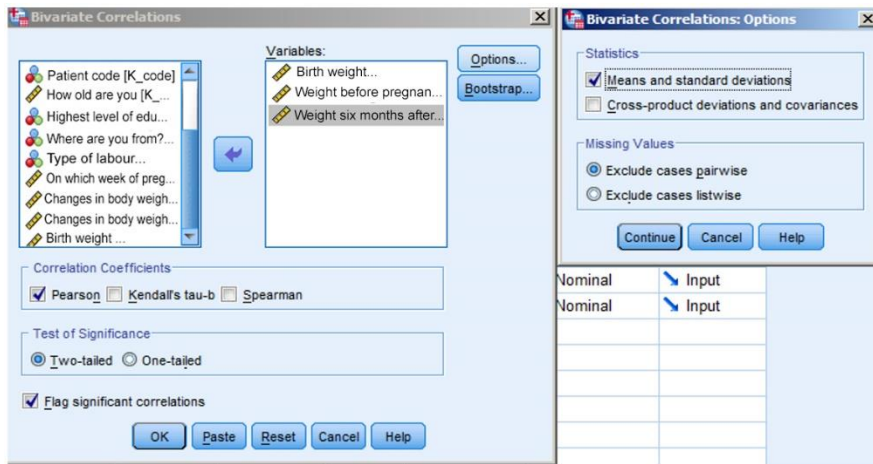 Bivariate Correlations
Variables:
Patient code [K_code]
How old are you [K_...
Highest level of edu...
Where are you from?...
Type of labour...
On which week of preg...
Changes in body weigh...
Changes in body weigh...
Birth weight ...
Birth weight...
Weight before pregnan...
Weight six months after...
Options...
Bootstrap...
Correlation Coefficients
Pearson Kendall's tau-b Spearman
Test of Significance
Two-tailed One-tailed
Flag significant correlations
OK Paste Reset Cancel Help
Bivariate Correlations: Options
Statistics
Means and standard deviations
Cross-product deviations and covariances
Missing Values
Exclude cases pairwise
Exclude cases listwise
Continue Cancel Help
Nominal Input
Nominal Input